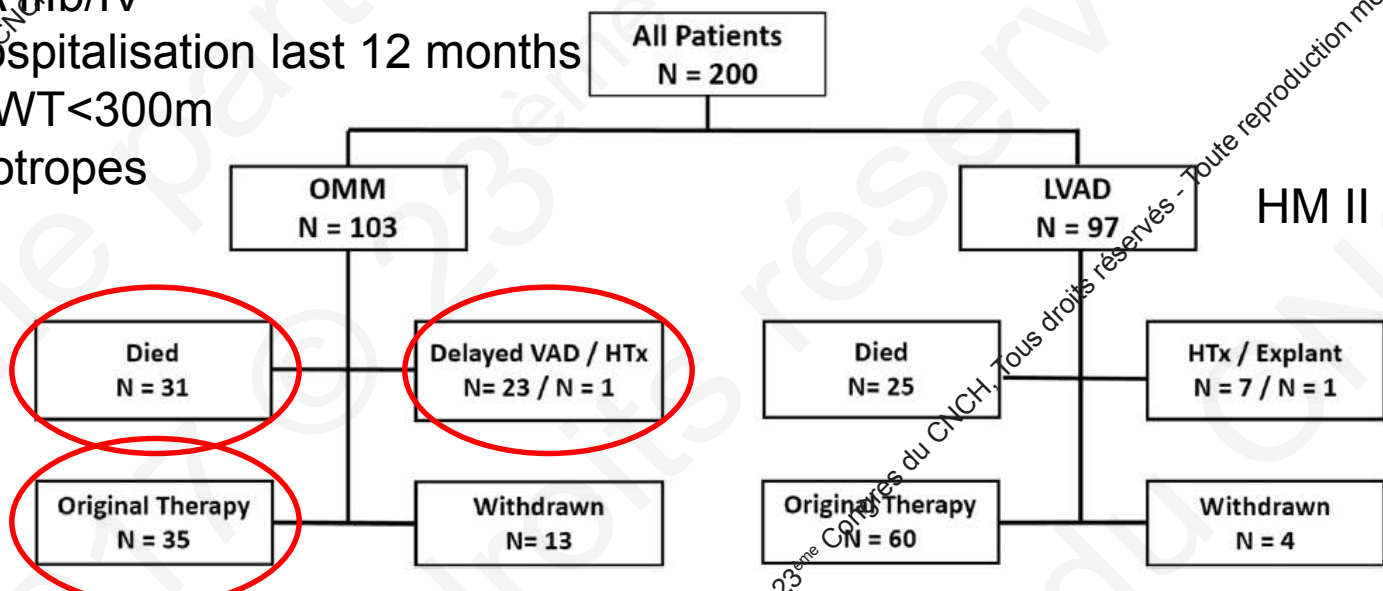 ospitalisation last 12 months
WT<300m
otropes
All Patients
N = 200
OMM
N = 103
LVAD
N = 97
HM II
Died
N = 31
Delayed VAD / HTx
N= 23 / N = 1
Died
N= 25
HTx / Explant
N = 7 / N = 1
Original Therapy
N = 35
Withdrawn
N= 13
Original Therapy
N = 60
Withdrawn
N = 4
23ème Congrès du CNCH, Tous droits réservés - Toute reproduction m